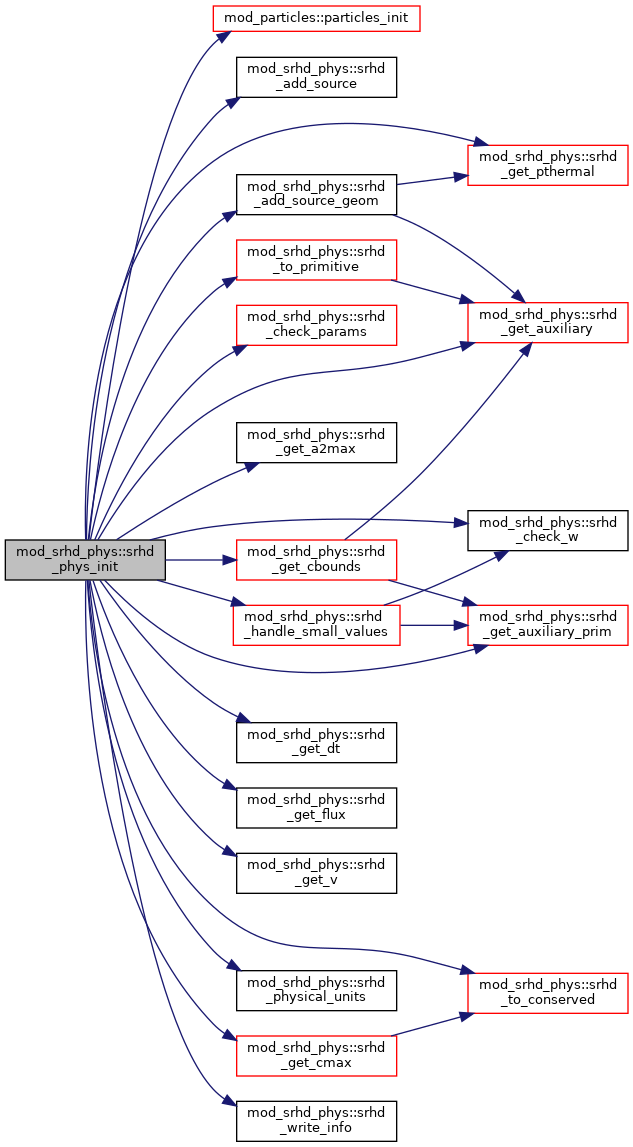 mod_particles::particles_init
mod_srhd_phys::srhd
_add_source
mod_srhd_phys::srhd
_get_pthermal
mod_srhd_phys::srhd
_add_source_geom
mod_srhd_phys::srhd
_to_primitive
mod_srhd_phys::srhd
_get_auxiliary
mod_srhd_phys::srhd
_check_params
mod_srhd_phys::srhd
_get_a2max
mod_srhd_phys::srhd
_check_w
mod_srhd_phys::srhd
_phys_init
mod_srhd_phys::srhd
_get_cbounds
mod_srhd_phys::srhd
_handle_small_values
mod_srhd_phys::srhd
_get_auxiliary_prim
mod_srhd_phys::srhd
_get_dt
mod_srhd_phys::srhd
_get_flux
mod_srhd_phys::srhd
_get_v
mod_srhd_phys::srhd
_physical_units
mod_srhd_phys::srhd
_to_conserved
mod_srhd_phys::srhd
_get_cmax
mod_srhd_phys::srhd
_write_info